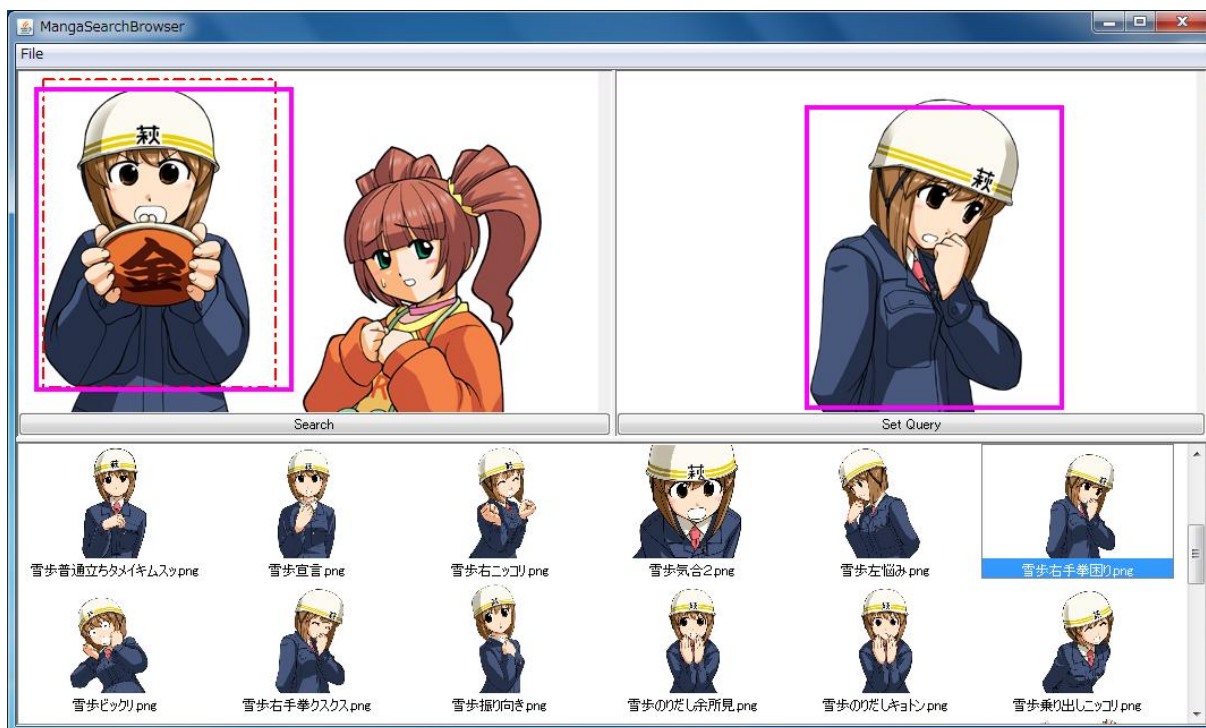 MangaSearchBrowser
File
萩
金
萩
Search
Set Query
雪歩普通立ちタメイキムスッ.png
雪歩宣言.png
雪歩右ニッコリ.png
雪歩気合2.png
雪歩左悩み.png
雪歩右手拳困り.png
雪歩ビックリ.png
雪歩右手拳クスクス.png
雪歩振り向き.png
雪歩のりだし余所見.png
雪歩のりだしキョトン.png
雪歩乗り出しニッコリ.png